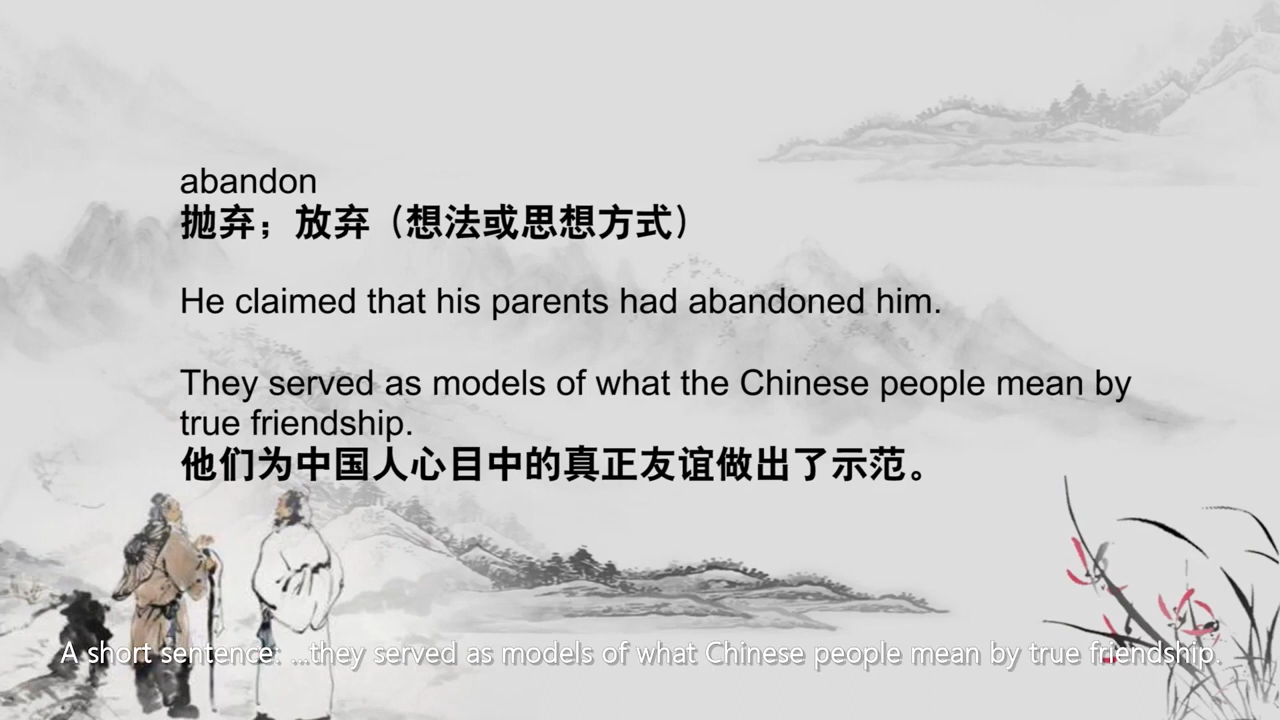 abandon
抛弃；放弃（想法或思想方式）
He claimed that his parents had abandoned him.
They served as models of what the Chinese people mean by
true friendship.
他们为中国人心目中的真正友谊做出了示范。
A short sentence: ...they served as models of what Chinese people mean by true friendship.